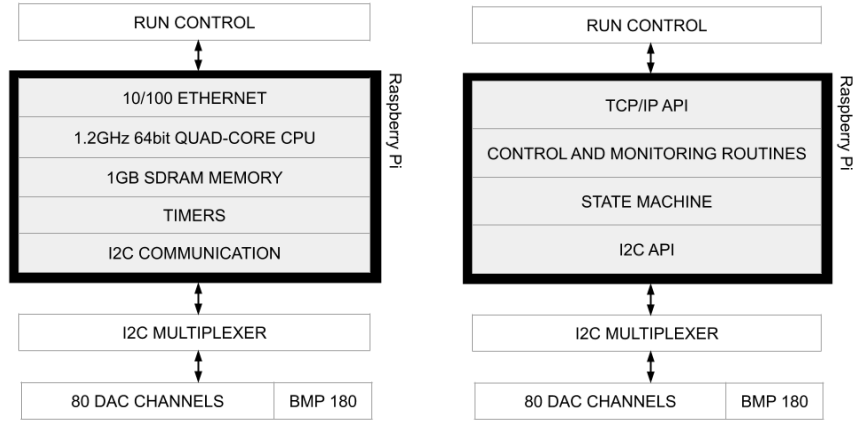 RUN CONTROL
10/100 ETHERNET
1.2GHz 64bit QUAD-CORE CPU
1GB SDRAM MEMORY
TIMERS
I2C COMMUNICATION
Raspberry Pi
I2C MULTIPLEXER
80 DAC CHANNELS
BMP 180
RUN CONTROL
TCP/IP API
CONTROL AND MONITORING ROUTINES
STATE MACHINE
I2C API
Raspberry Pi
I2C MULTIPLEXER
80 DAC CHANNELS
BMP 180